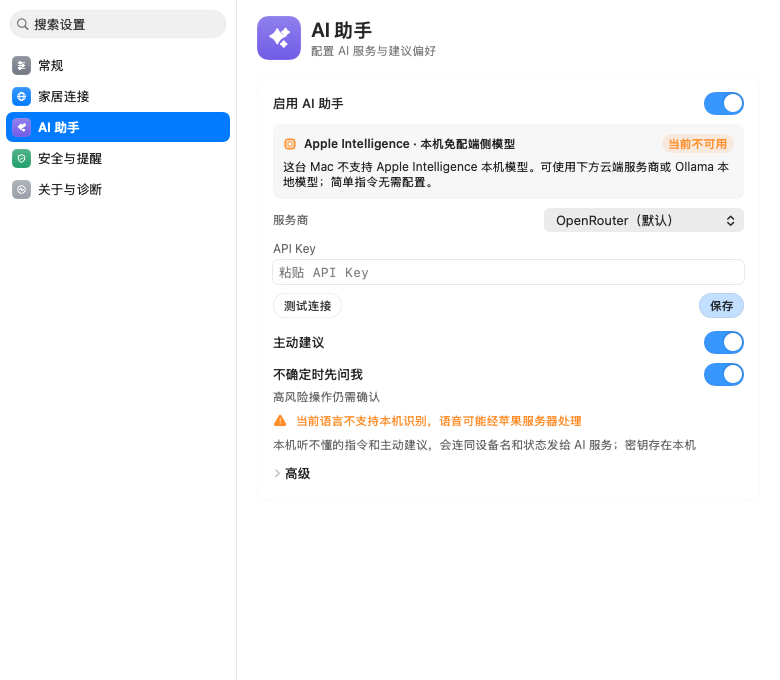 搜索设置
常规
家居连接
AI 助手
安全与提醒
关于与诊断
AI 助手
配置 AI 服务与建议偏好
启用 AI 助手
Apple Intelligence · 本机免配端侧模型
当前不可用
这台 Mac 不支持 Apple Intelligence 本机模型。可使用下方云端服务商或 Ollama 本
地模型；简单指令无需配置。
服务商
OpenRouter（默认）
API Key
粘贴 API Key
测试连接
保存
主动建议
不确定时先问我
高风险操作仍需确认
当前语言不支持本机识别，语音可能经苹果服务器处理
本机听不懂的指令和主动建议，会连同设备名和状态发给 AI 服务；密钥存在本机
高级